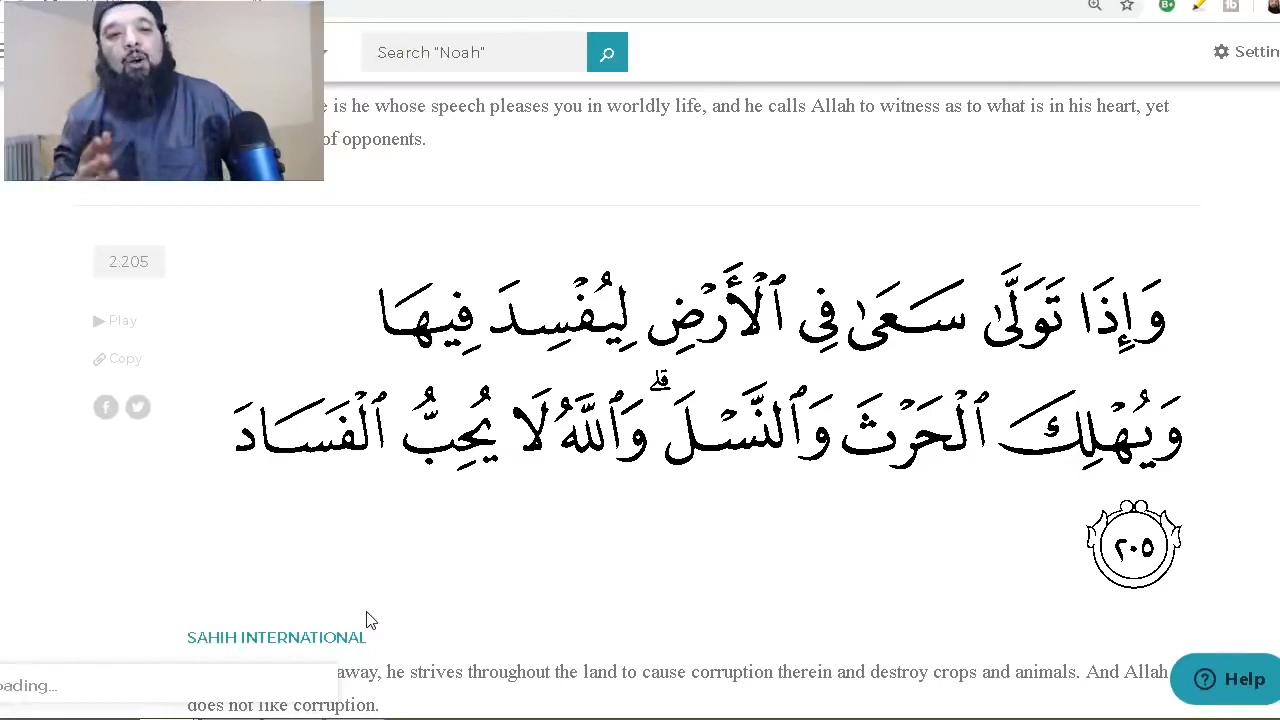 Search "Noah"
Settin
e is he whose speech pleases you in worldly life, and he calls Allah to witness as to what is in his heart, yet
of opponents.
2:205
وَإِذَا تَوَلَّىٰ سَعَىٰ فِى ٱلْأَرْضِ لِيُفْسِدَ فِيهَا
Play
Copy
وَيُهْلِكَ ٱلْحَرْثَ وَٱلنَّسْلَ ۗ وَٱللَّهُ لَا يُحِبُّ ٱلْفَسَادَ
٢٠٥
SAHIH INTERNATIONAL
away, he strives throughout the land to cause corruption therein and destroy crops and animals. And Allah
does not like corruption.
oading...
Help